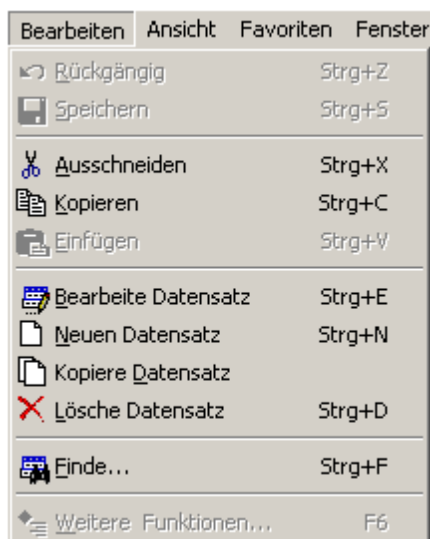 Bearbeiten Ansicht Favoriten Fenster
Rückgängig Strg+Z
Speichern Strg+S
Ausschneiden Strg+X
Kopieren Strg+C
Einfügen Strg+V
Bearbeite Datensatz Strg+E
Neuen Datensatz Strg+N
Kopiere Datensatz
Lösche Datensatz Strg+D
Finde... Strg+F
Weitere Funktionen... F6